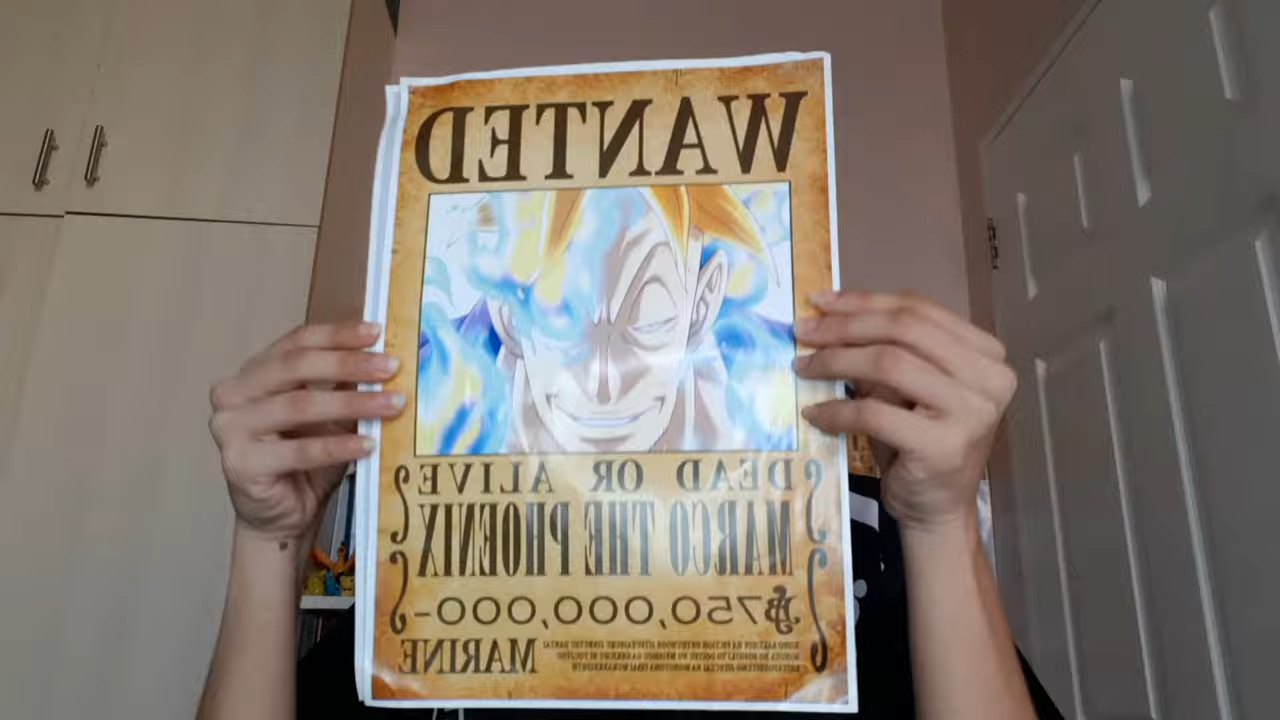 WANTED
DEAD OR ALIVE
MARCO THE PHOENIX
฿750,000,000-
MARINE